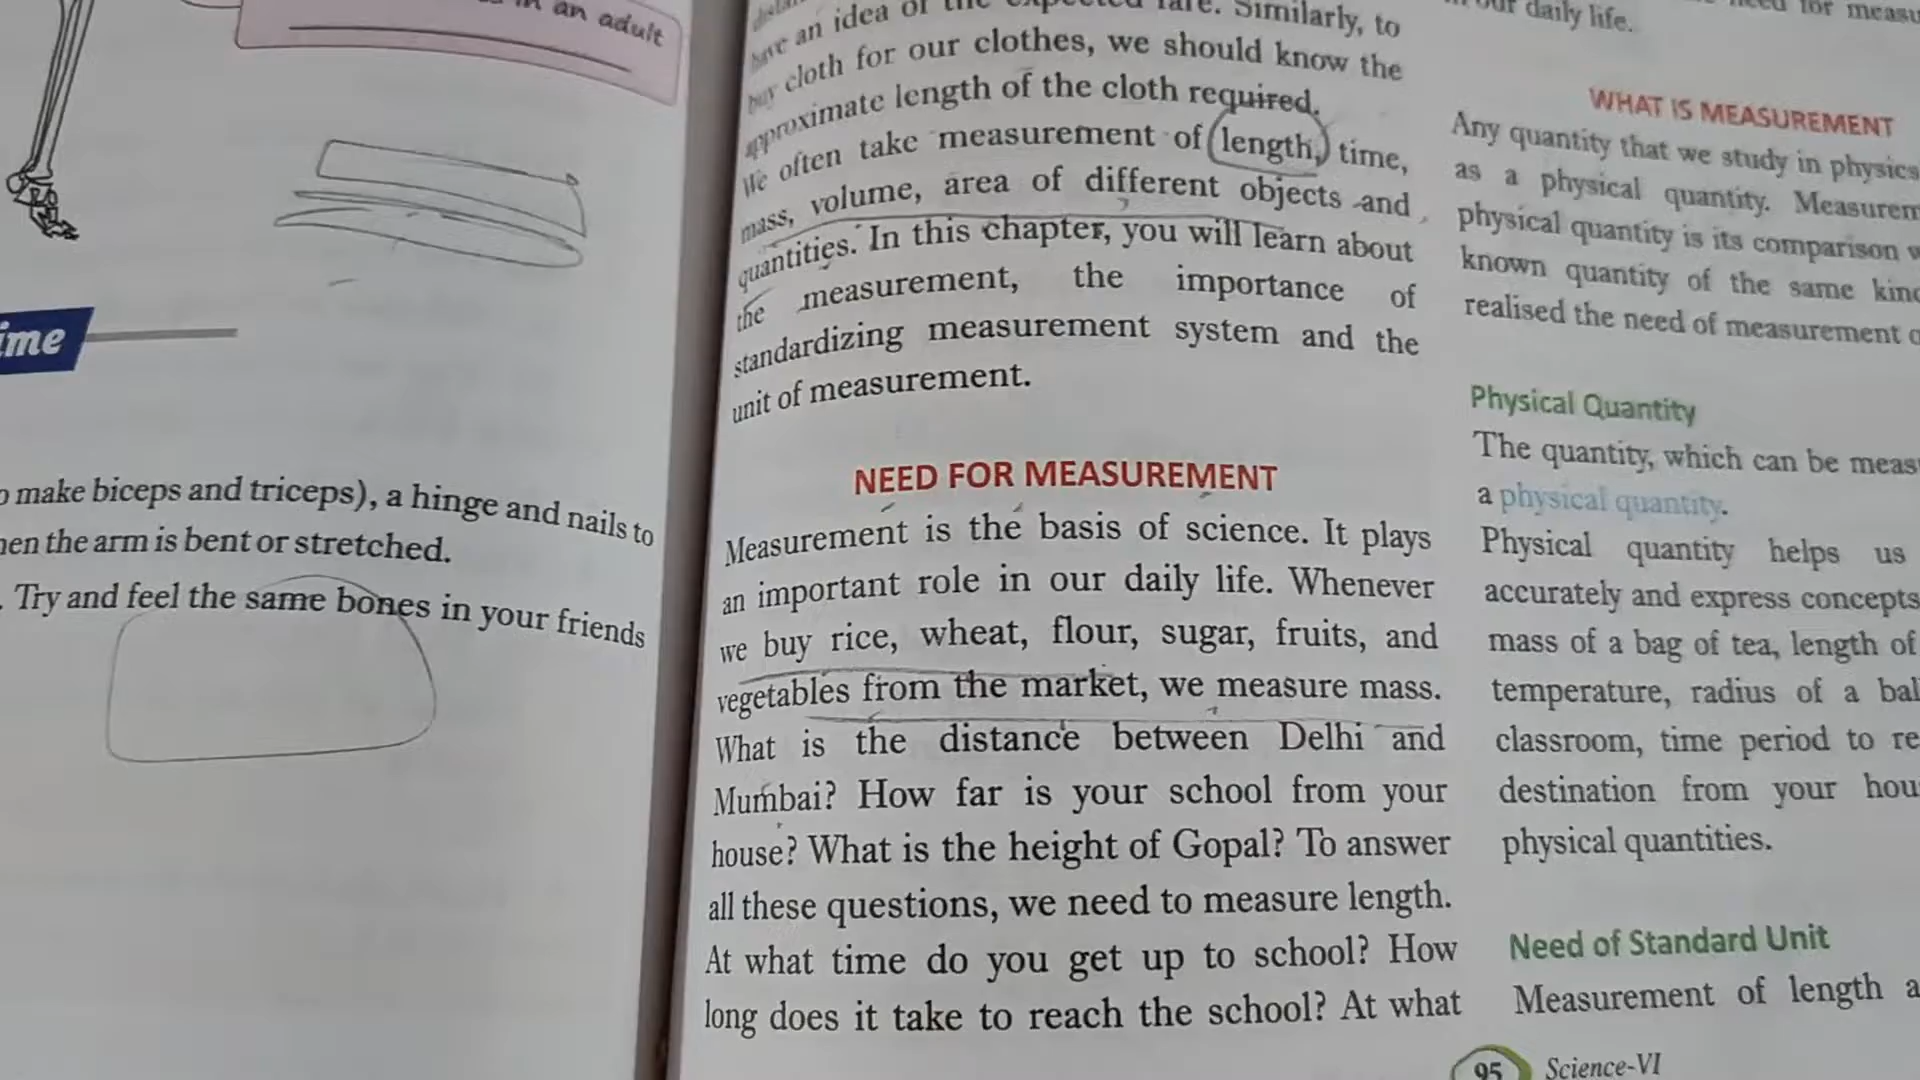 in an adult
ime
make biceps and triceps), a hinge and nails to
the arm is bent or stretched.
. Try and feel the same bones in your friends
have an idea of the expected fare. Similarly, to
buy cloth for our clothes, we should know the
approximate length of the cloth required.
We often take measurement of length, time,
mass, volume, area of different objects and
quantities. In this chapter, you will learn about
the measurement, the importance of
standardizing measurement system and the
unit of measurement.
NEED FOR MEASUREMENT
Measurement is the basis of science. It plays
an important role in our daily life. Whenever
we buy rice, wheat, flour, sugar, fruits, and
vegetables from the market, we measure mass.
What is the distance between Delhi and
Mumbai? How far is your school from your
house? What is the height of Gopal? To answer
all these questions, we need to measure length.
At what time do you get up to school? How
long does it take to reach the school? At what
for measu
our daily life.
WHAT IS MEASUREMENT
Any quantity that we study in physics
as a physical quantity. Measurem
physical quantity is its comparison w
known quantity of the same kind
realised the need of measurement o
Physical Quantity
The quantity, which can be meas
a physical quantity.
Physical quantity helps us
accurately and express concepts
mass of a bag of tea, length of
temperature, radius of a bal
classroom, time period to re
destination from your hou
physical quantities.
Need of Standard Unit
Measurement of length a
95 Science-VI